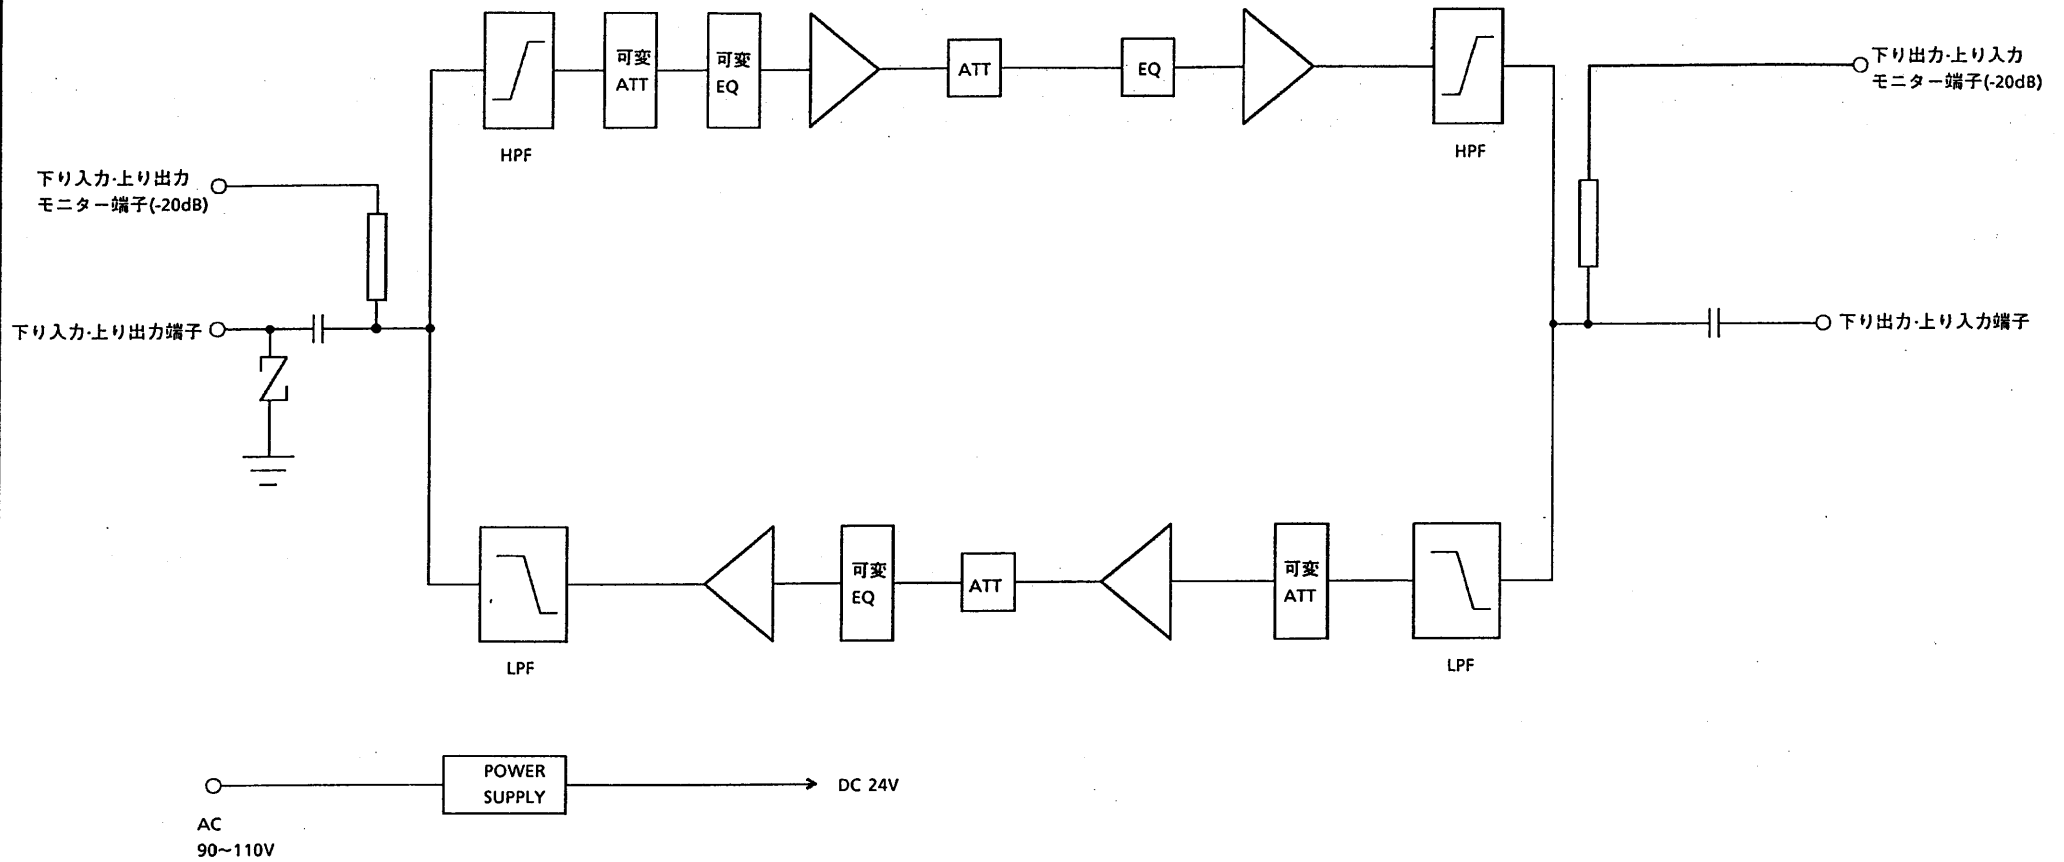 可変
ATT
可変
EQ
ATT
EQ
HPF
HPF
下り出力·上り入力
モニター端子(-20dB)
下り入力·上り出力
モニター端子(-20dB)
下り入力·上り出力端子
下り出力·上り入力端子
可変
EQ
ATT
可変
ATT
LPF
LPF
POWER
SUPPLY
DC 24V
AC
90~110V